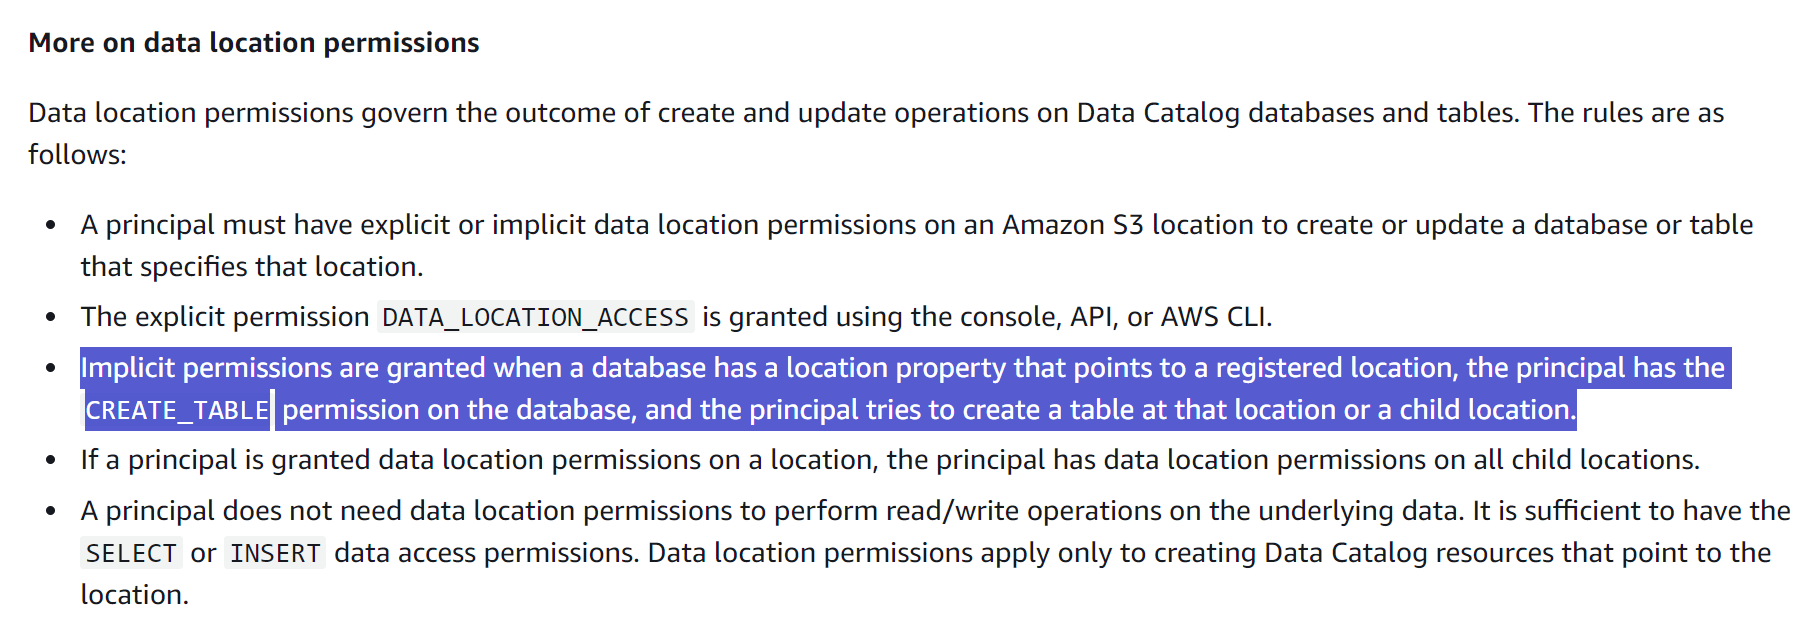 More on data location permissions
Data location permissions govern the outcome of create and update operations on Data Catalog databases and tables. The rules are as
follows:
• A principal must have explicit or implicit data location permissions on an Amazon S3 location to create or update a database or table
that specifies that location.
• The explicit permission DATA_LOCATION_ACCESS is granted using the console, API, or AWS CLI.
• Implicit permissions are granted when a database has a location property that points to a registered location, the principal has the
CREATE_TABLE permission on the database, and the principal tries to create a table at that location or a child location.
• If a principal is granted data location permissions on a location, the principal has data location permissions on all child locations.
• A principal does not need data location permissions to perform read/write operations on the underlying data. It is sufficient to have the
SELECT or INSERT data access permissions. Data location permissions apply only to creating Data Catalog resources that point to the
location.